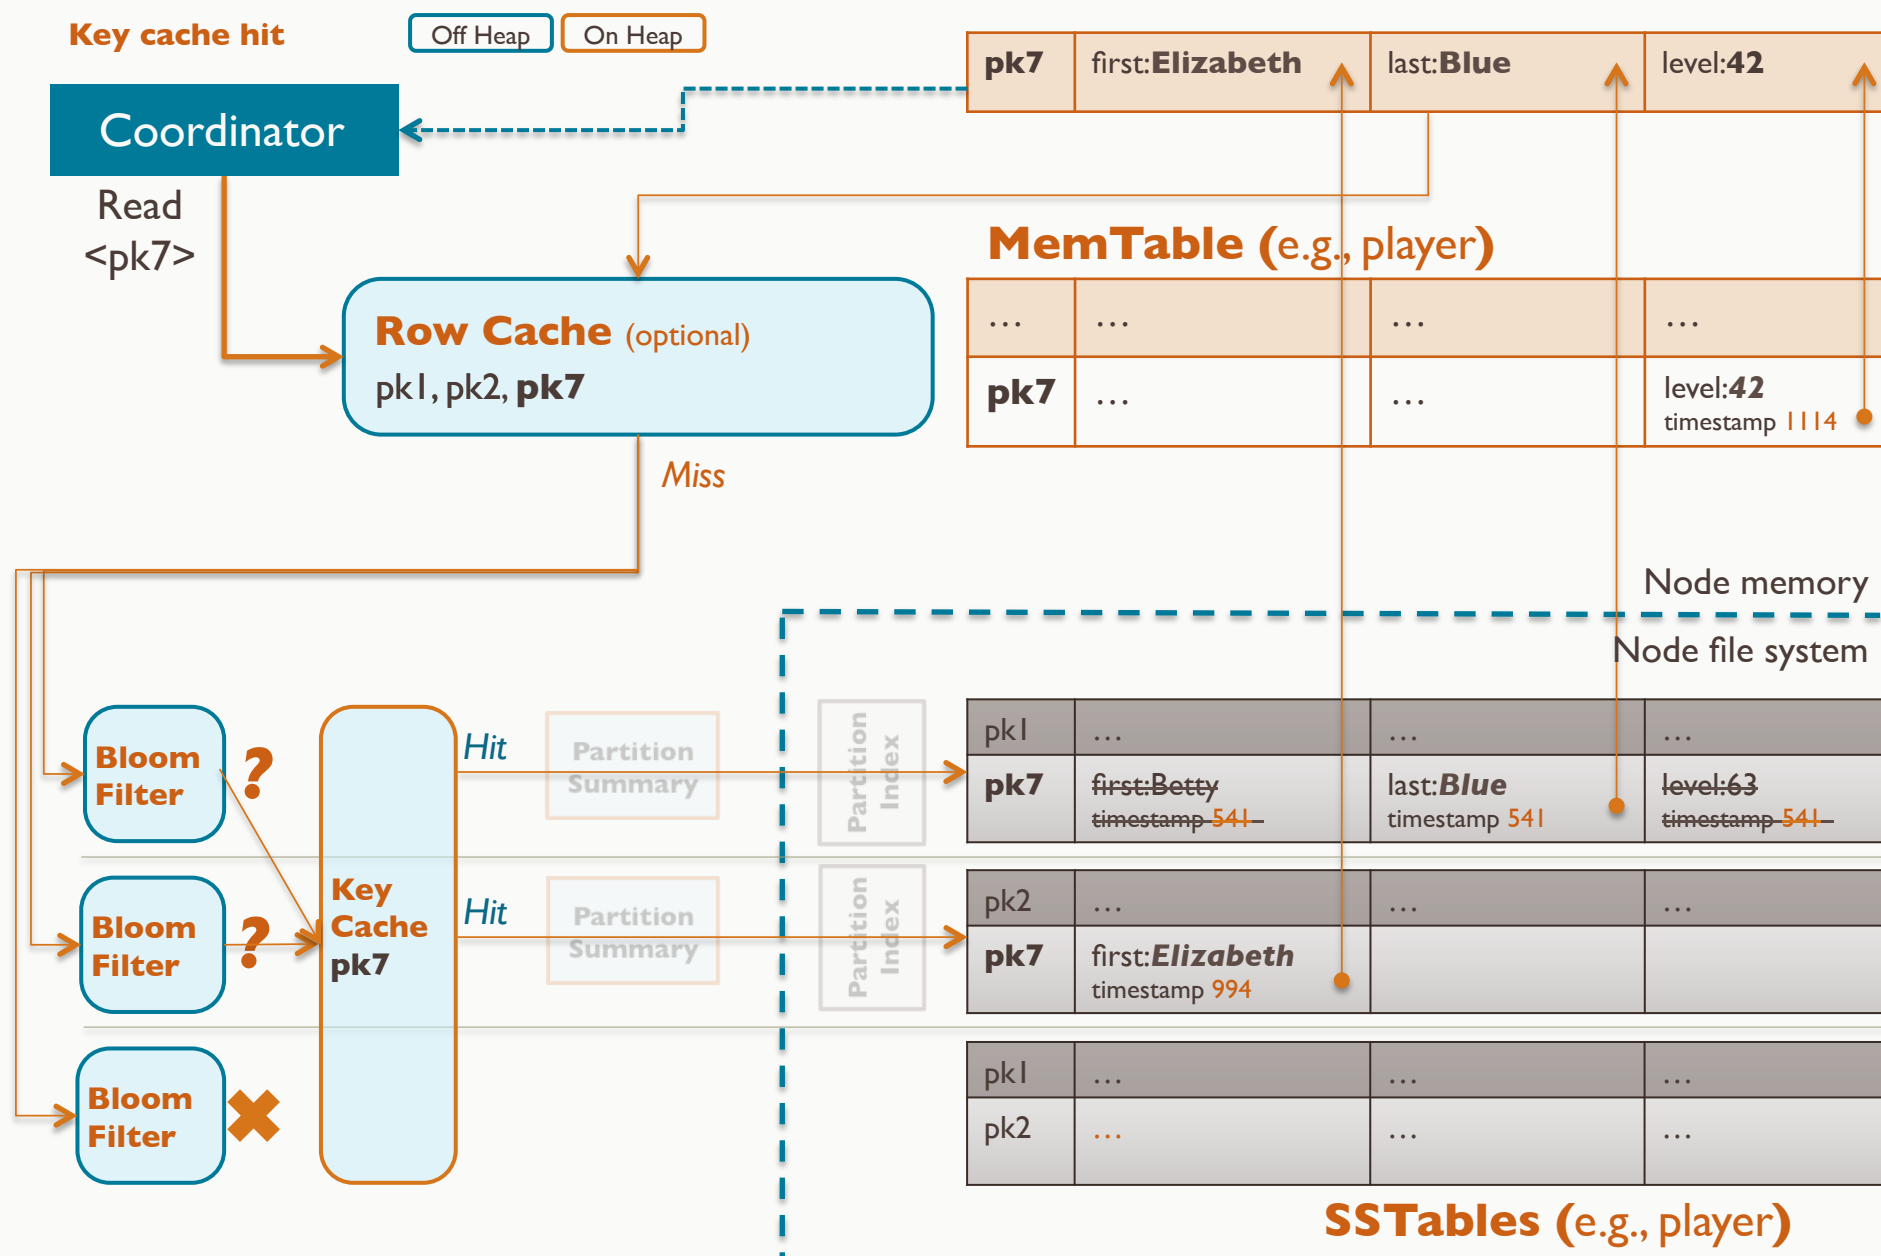 Key cache hit
Off Heap
On Heap
pk7 first:Elizabeth last:Blue level:42
Coordinator
Read
<pk7>
MemTable (e.g., player)
… … … …
pk7 … … level:42
timestamp 1114
Row Cache (optional)
pk1, pk2, pk7
Miss
Node memory
Node file system
Bloom
Filter
?
Hit
Partition
Summary
Partition
Index
pk1 … … …
pk7 first:Betty last:Blue level:63
timestamp 541 timestamp 541 timestamp 541
Bloom
Filter
?
Key
Cache
pk7
Hit
Partition
Summary
Partition
Index
pk2 … … …
pk7 first:Elizabeth
timestamp 994
Bloom
Filter
pk1 … … …
pk2 … … …
SSTables (e.g., player)